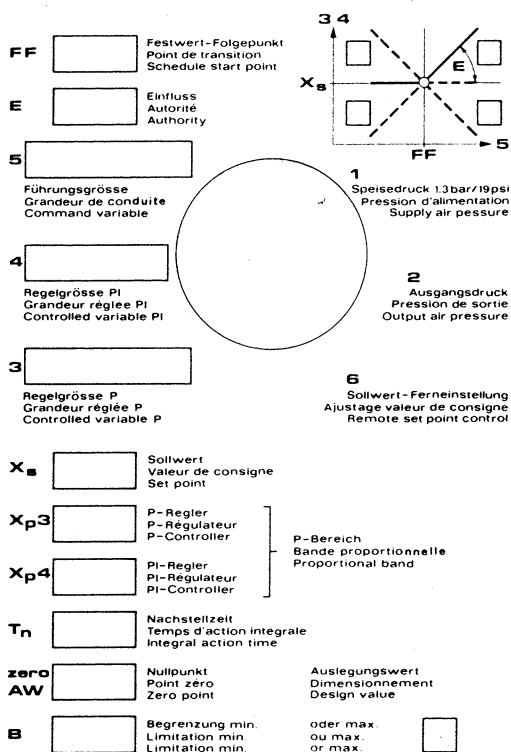 FF
Festwert-Folgepunkt
Point de transition
Schedule start point
3 4
E
Xs
5
FF
E
Einfluss
Autorité
Authority
5
Führungsgrösse
Grandeur de conduite
Command variable
1
Speisedruck 1.3 bar/19 psi
Pression d'alimentation
Supply air pessure
4
Regelgrösse PI
Grandeur réglée PI
Controlled variable PI
2
Ausgangsdruck
Pression de sortie
Output air pressure
3
Regelgrösse P
Grandeur réglée P
Controlled variable P
6
Sollwert-Ferneinstellung
Ajustage valeur de consigne
Remote set point control
Xs
Sollwert
Valeur de consigne
Set point
Xp3
P-Regler
P-Régulateur
P-Controller
Xp4
PI-Regler
PI-Régulateur
PI-Controller
P-Bereich
Bande proportionnelle
Proportional band
Tn
Nachstellzeit
Temps d'action intégrale
Integral action time
zero
AW
Nullpunkt
Point zéro
Zero point
Auslegungswert
Dimensionnement
Design value
B
Begrenzung min. oder max.
Limitation min. ou max.
Limitation min. or max.